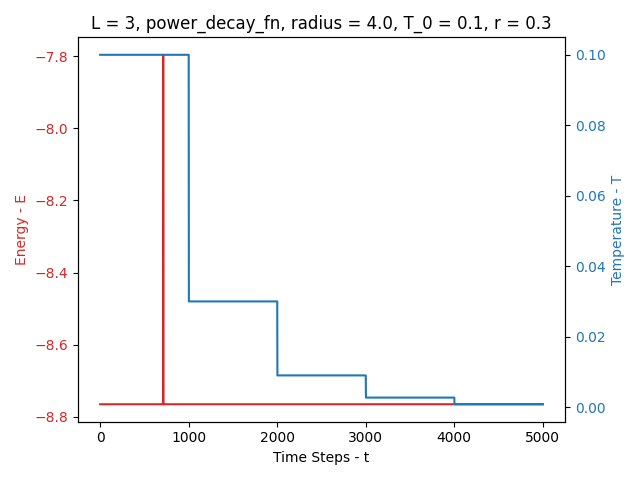 L = 3, power_decay_fn, radius = 4.0, T_0 = 0.1, r = 0.3
−7.8
−8.0
−8.2
−8.4
−8.6
−8.8
Energy - E
0.10
0.08
0.06
0.04
0.02
0.00
Temperature - T
0 1000 2000 3000 4000 5000
Time Steps - t